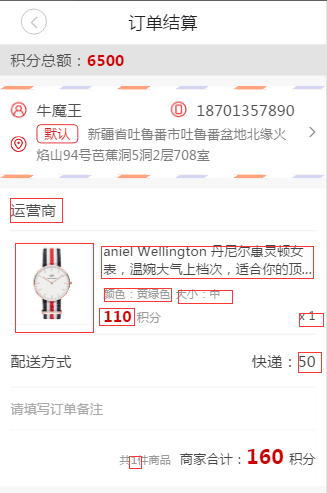 订单结算
积分总额：6500
牛魔王 18701357890
默认 新疆省吐鲁番市吐鲁番盆地北缘火
焰山94号芭蕉洞5洞2层708室
运营商
aniel Wellington 丹尼尔惠灵顿女
表，温婉大气上档次，适合你的顶...
颜色：黄绿色 大小：中
110 积分 x 1
配送方式 快递：50
请填写订单备注
共1件商品 商家合计：160 积分